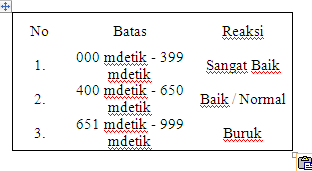 No Batas Reaksi
1. 000 mdetik - 399 mdetik Sangat Baik
2. 400 mdetik - 650 mdetik Baik / Normal
3. 651 mdetik - 999 mdetik Buruk